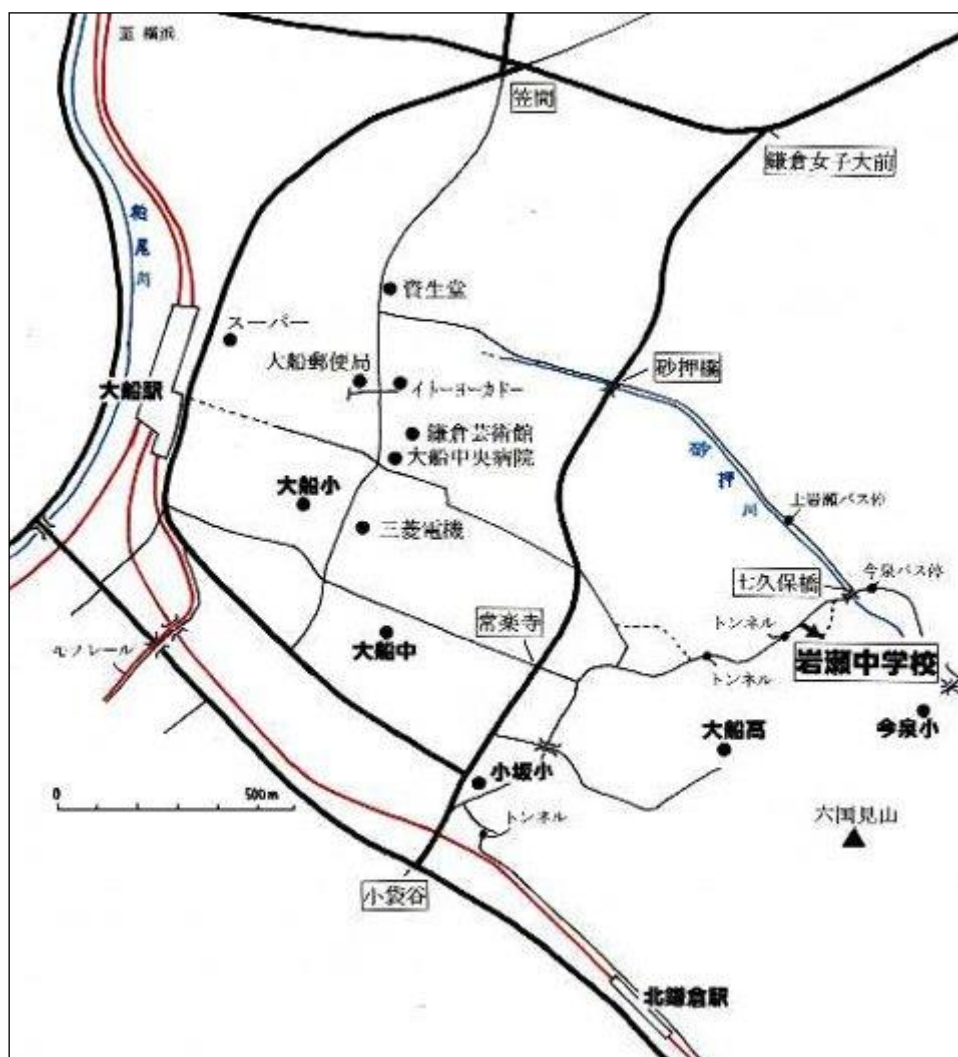 至 横浜
笠間
鎌倉女子大前
柏尾川
資生堂
スーパー
大船郵便局
イトーヨーカドー
砂押橋
大船駅
鎌倉芸術館
大船中央病院
砂押川
大船小
上岩瀬バス停
三菱電機
今泉バス停
七久保橋
常楽寺
トンネル
大船中
モノレール
岩瀬中学校
トンネル
大船高
今泉小
小坂小
0
500m
トンネル
六国見山
小袋谷
北鎌倉駅